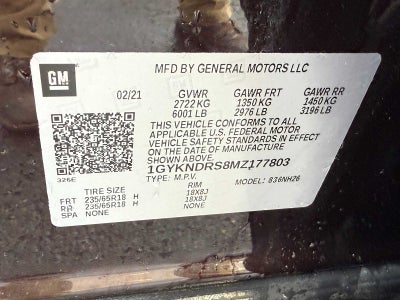 GM
MFD BY GENERAL MOTORS LLC
02/21 GVWR GAWR FRT GAWR RR
2722 KG 1350 KG 1450 KG
6001 LB 2976 LB 3196 LB
THIS VEHICLE CONFORMS TO ALL
APPLICABLE U.S. FEDERAL MOTOR
VEHICLE SAFETY STANDARDS IN EFFECT
ON THE DATE OF MANUFACTURE SHOWN ABOVE.
1GYKNDRS8MZ177803
326E TYPE: M.P.V. MODEL: 836NH26
TIRE SIZE RIM
FRT 235/65R18 H 18X8J
RR 235/65R18 H 18X8J
SPA NONE NONE